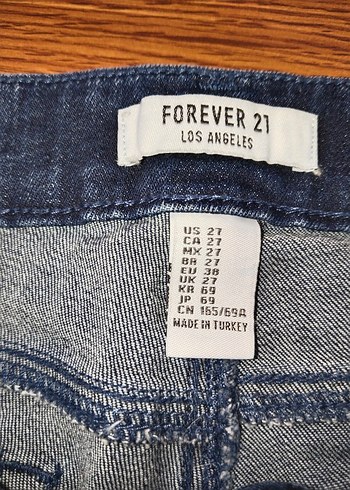 FOREVER 21
LOS ANGELES
US 27
CA 27
MX 27
BR 27
EU 38
UK 27
KR 69
JP 69
CN 165/69A
MADE IN TURKEY